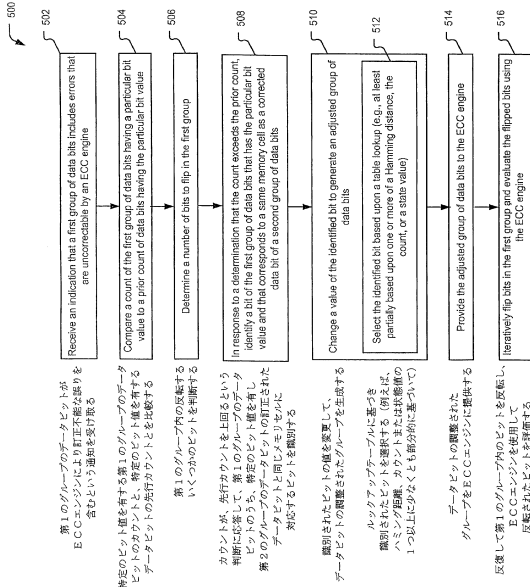 500
502
Receive an indication that a first group of data bits includes errors that
are uncorrectable by an ECC engine
504
Compare a count of the first group of data bits having a particular bit
value to a prior count of data bits having the particular bit value
506
Determine a number of bits to flip in the first group
508
In response to a determination that the count exceeds the prior count,
identify a bit of the first group of data bits that has the particular bit
value and that corresponds to a same memory cell as a corrected
data bit of a second group of data bits
510
Change a value of the identified bit to generate an adjusted group of
data bits
512
Select the identified bit based upon a table lookup (e.g., at least
partially based upon one or more of a Hamming distance, the
count, or a state value)
514
Provide the adjusted group of data bits to the ECC engine
516
Iteratively flip bits in the first group and evaluate the flipped bits using
the ECC engine
第1のグループのデータビットが
ECCエンジンにより訂正不能な誤りを
含むという通知を受け取る
特定のビット値を有する第1のグループのデータ
ビットのカウントと、特定のビット値を有する
データビットの先行カウントとを比較する
第1のグループ内の反転する
いくつかのビットを判断する
カウントが、先行カウントを上回るという
判断に応答して、第1のグループのデータ
ビットのうち、特定のビット値を有し
第2のグループのデータビットの訂正された
データビットと同じメモリセルに
対応するビットを識別する
識別されたビットの値を変更して、
データビットの調整されたグループを生成する
ルックアップテーブルに基づき
識別されたビットを選択する（例えば、
ハミング距離、カウントまたは状態値の
1つ以上に少なくとも部分的に基づいて）
データビットの調整された
グループをECCエンジンに提供する
反復して第1のグループ内のビットを反転し、
ECCエンジンを使用して
反転されたビットを評価する